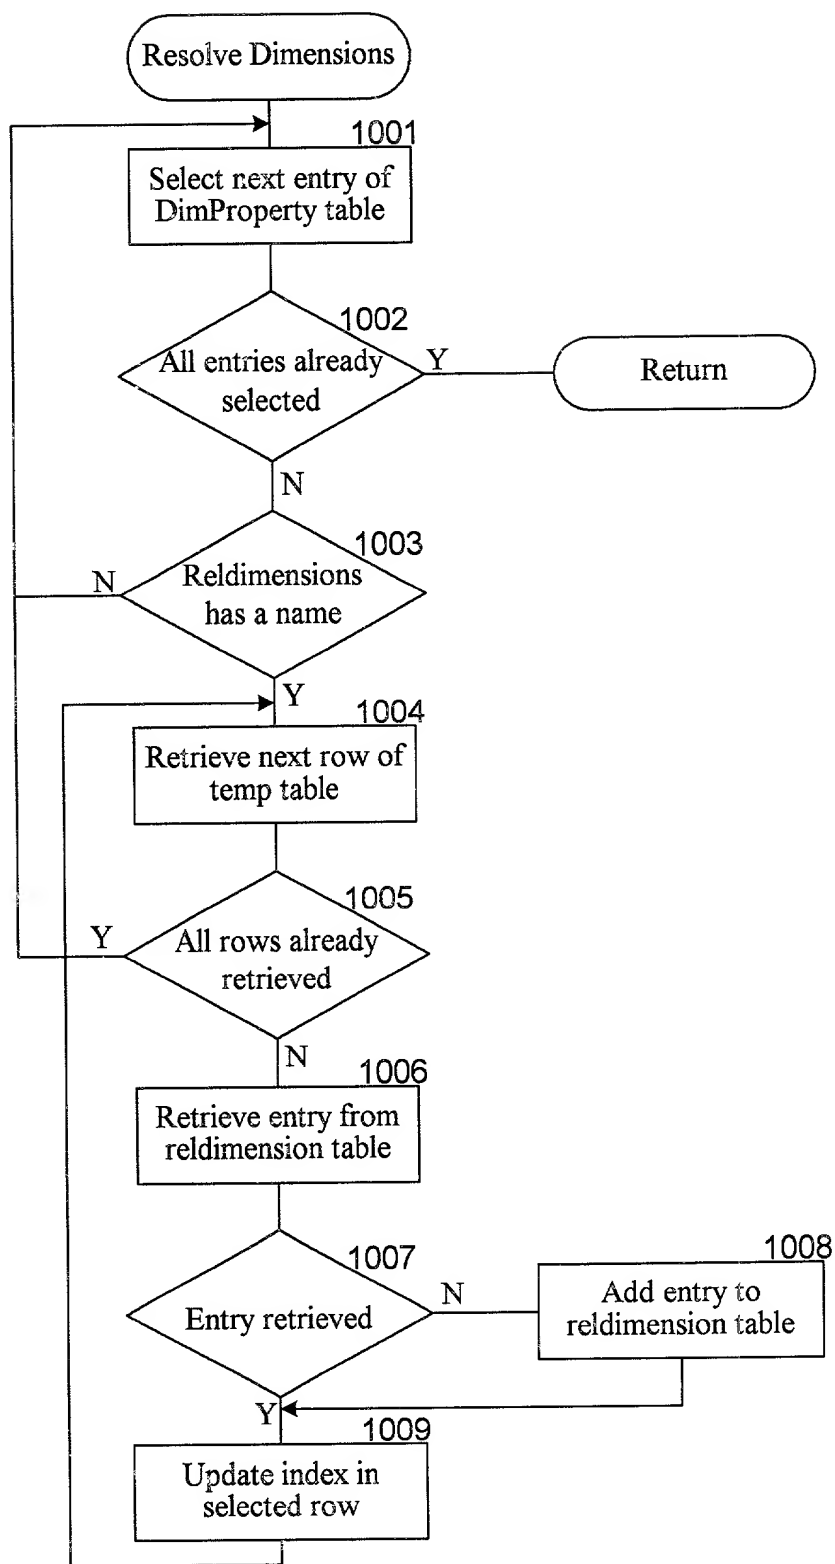 Resolve Dimensions
1001
Select next entry of
DimProperty table
1002
All entries already
selected
Y
Return
N
1003
Reldimensions
has a name
N
Y
1004
Retrieve next row of
temp table
1005
All rows already
retrieved
Y
N
1006
Retrieve entry from
reldimension table
1007
Entry retrieved
N
1008
Add entry to
reldimension table
Y
1009
Update index in
selected row